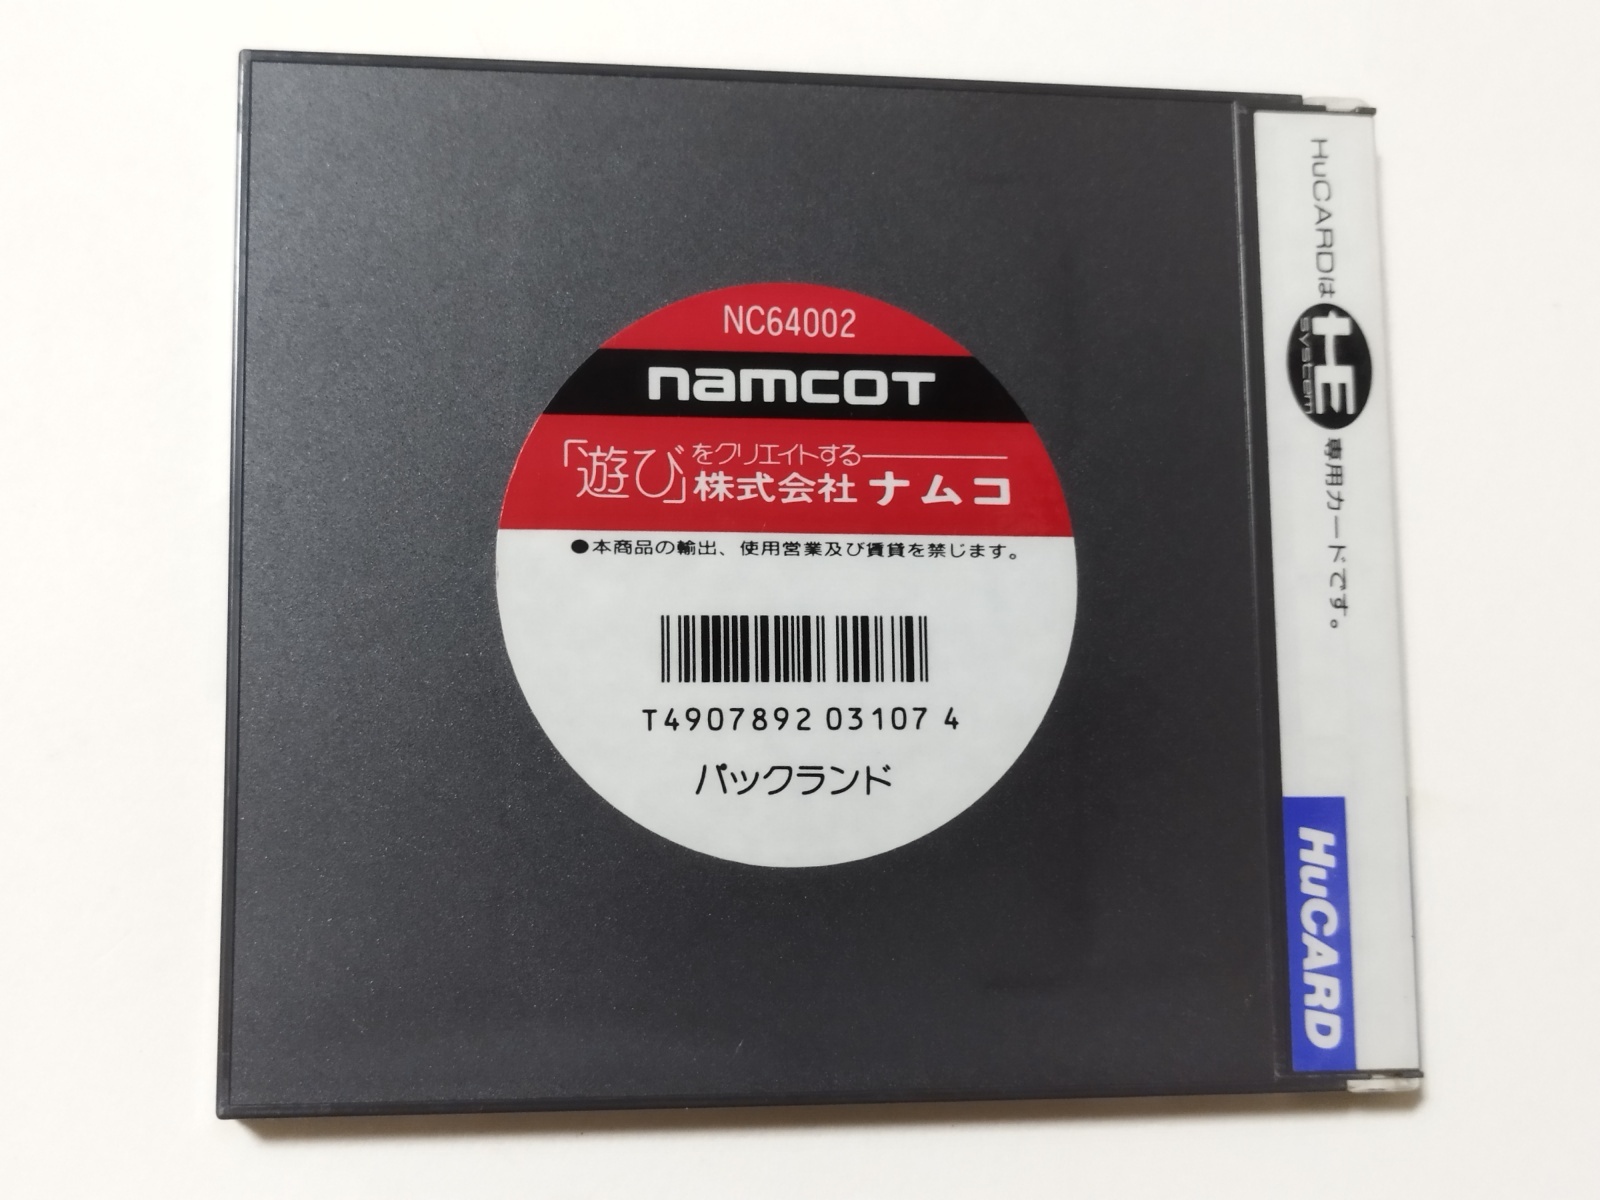 NC64002
namcoT
「遊び」をクリエイトする——
株式会社 ナムコ
●本商品の輸出、使用営業及び賃貸を禁じます。
T4907892 03107 4
パックランド
HuCARDは HE system 専用カードです。
HuCARD